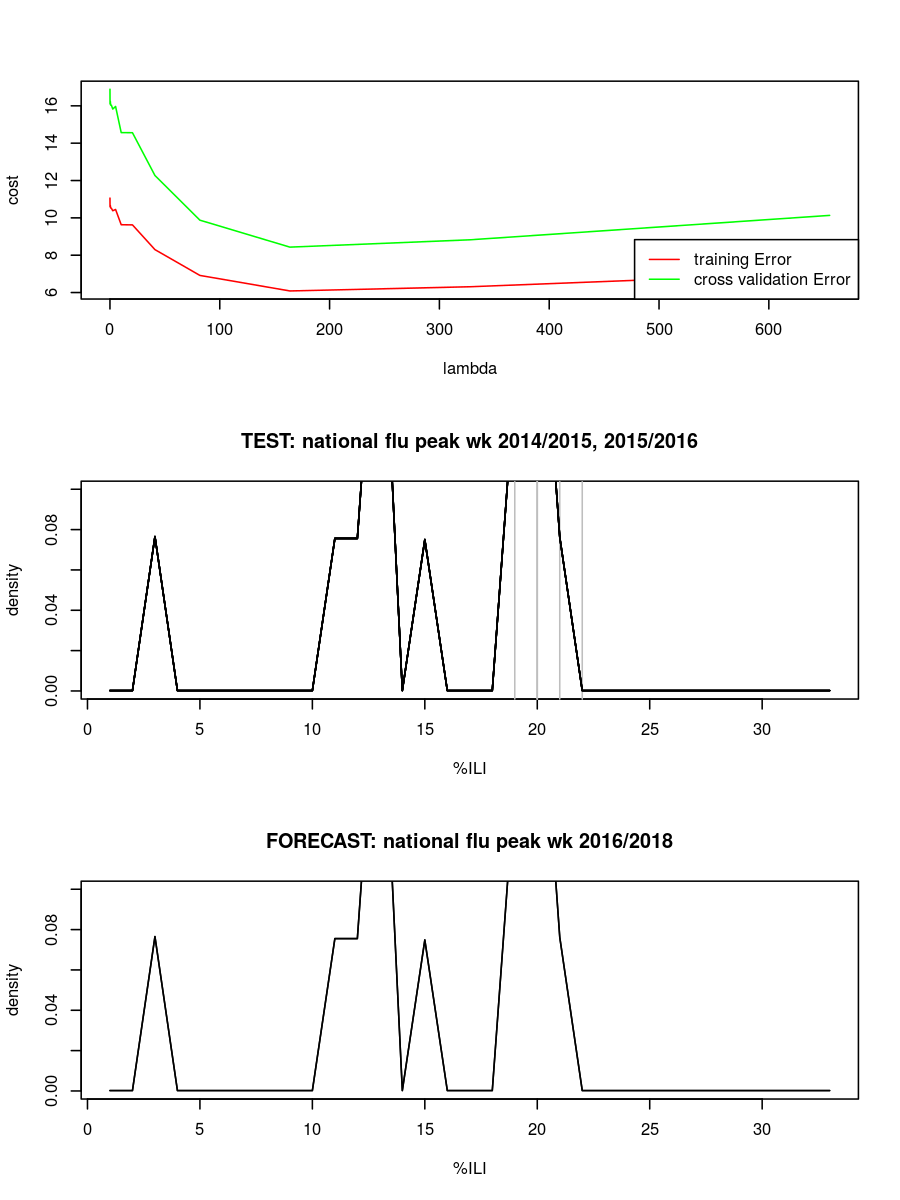 cost
16
14
12
10
8
6
training Error
cross validation Error
0 100 200 300 400 500 600
lambda
TEST: national flu peak wk 2014/2015, 2015/2016
density
0.08
0.04
0.00
0 5 10 15 20 25 30
%ILI
FORECAST: national flu peak wk 2016/2018
density
0.08
0.04
0.00
0 5 10 15 20 25 30
%ILI